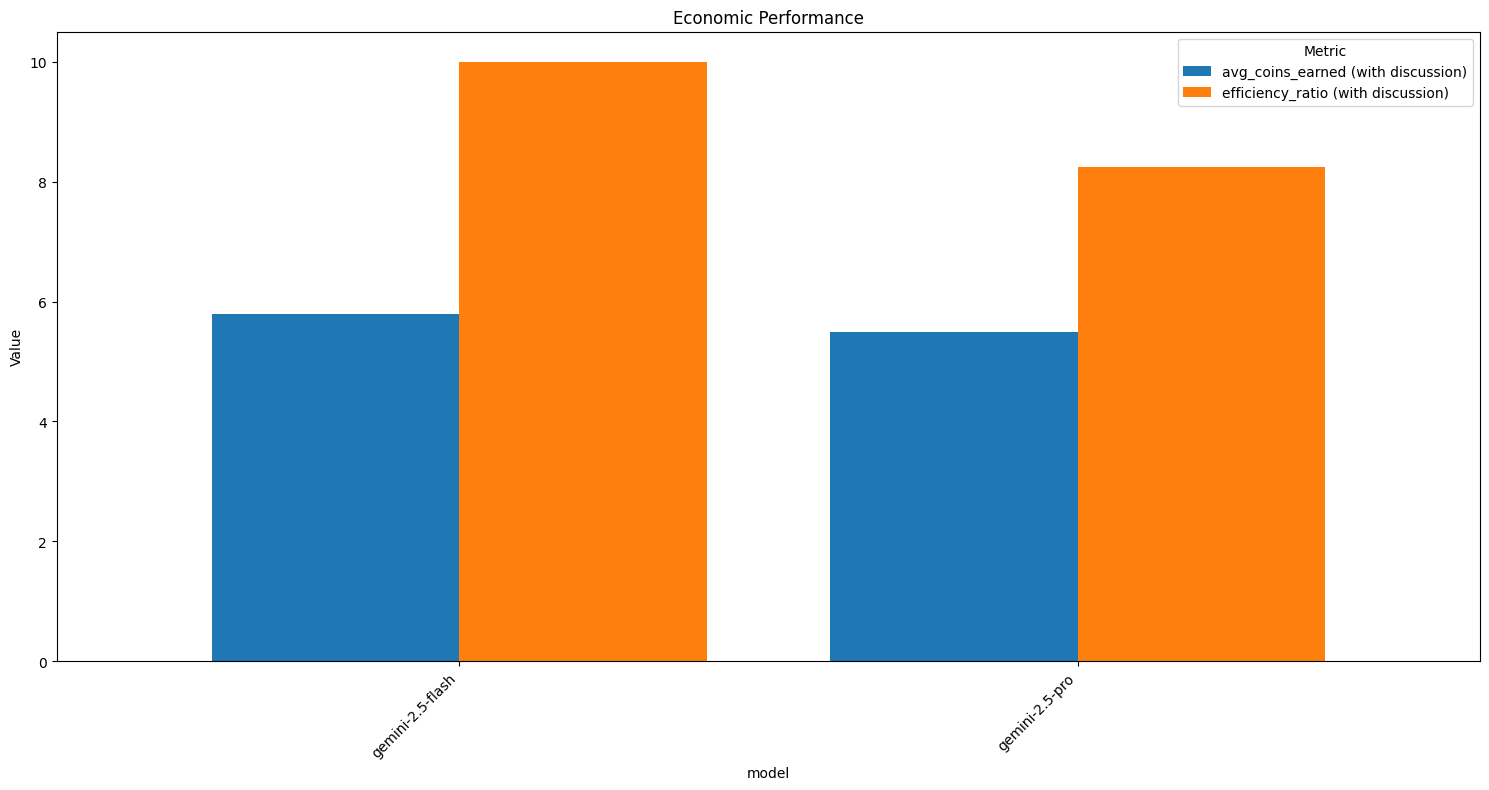 Economic Performance
Metric
avg_coins_earned (with discussion)
efficiency_ratio (with discussion)
Value
10
8
6
4
2
0
gemini-2.5-flash
gemini-2.5-pro
model